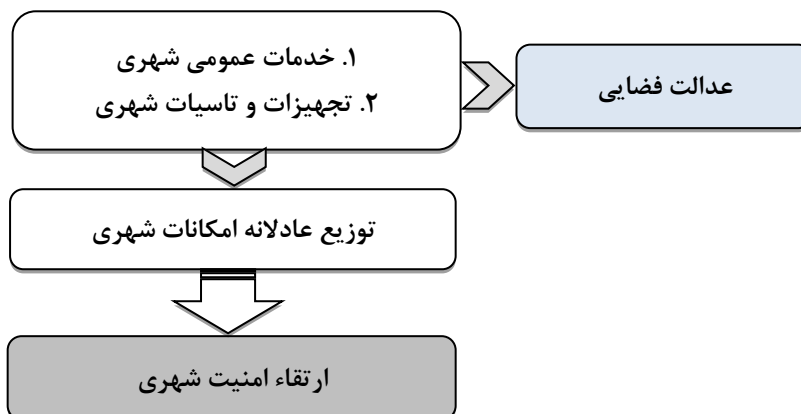 ۱. خدمات عمومی شهری
۲. تجهیزات و تاسیات شهری
عدالت فضایی
توزیع عادلانه امکانات شهری
ارتقاء امنیت شهری